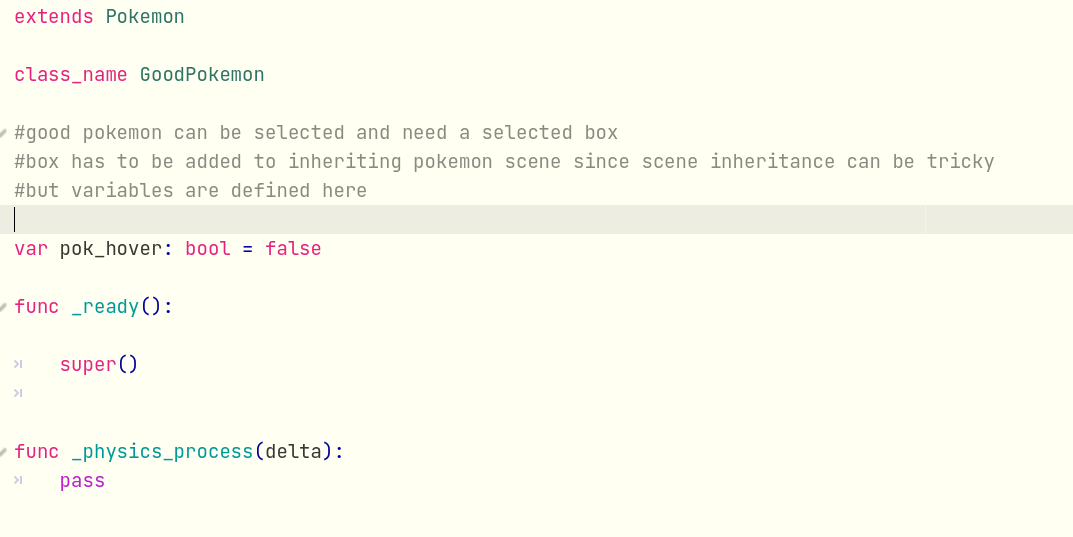 extends Pokemon
class_name GoodPokemon
#good pokemon can be selected and need a selected box
#box has to be added to inheriting pokemon scene since scene inheritance can be tricky
#but variables are defined here
var pok_hover: bool = false
func _ready():
super()
func _physics_process(delta):
pass